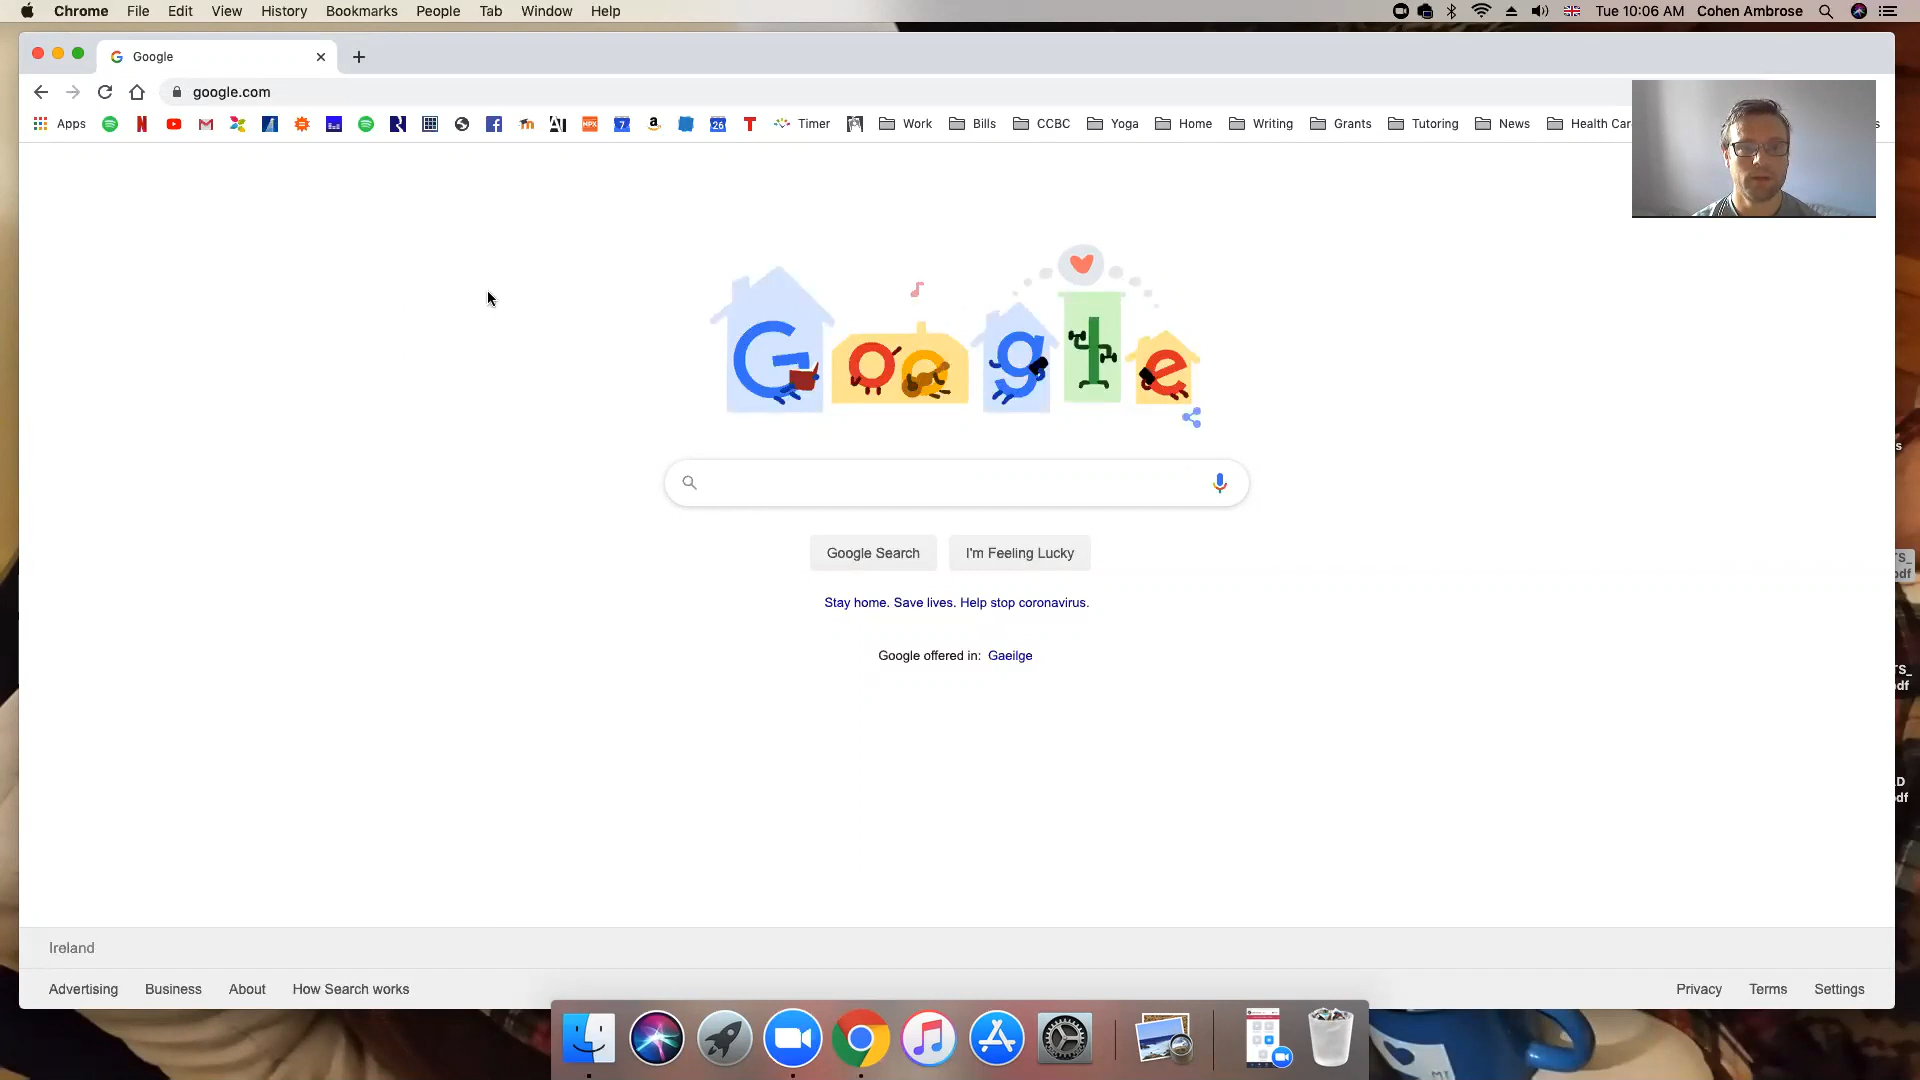 Chrome File Edit View History Bookmarks People Tab Window Help Tue 10:06 AM Cohen Ambrose
Google
google.com
Apps Timer Work Bills CCBC Yoga Home Writing Grants Tutoring News Health Car
Google
Google Search I'm Feeling Lucky
Stay home. Save lives. Help stop coronavirus.
Google offered in: Gaeilge
Ireland
Advertising Business About How Search works Privacy Terms Settings